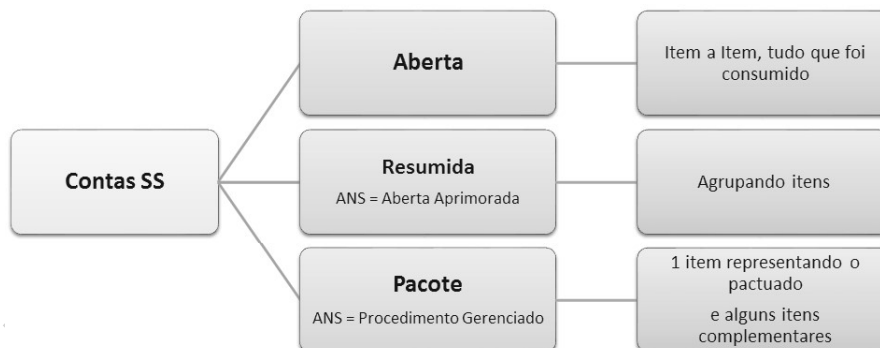 Contas SS
Aberta
Item a Item, tudo que foi
consumido
Resumida
ANS = Aberta Aprimorada
Agrupando itens
Pacote
ANS = Procedimento Gerenciado
1 item representando o
pactuado
e alguns itens
complementares